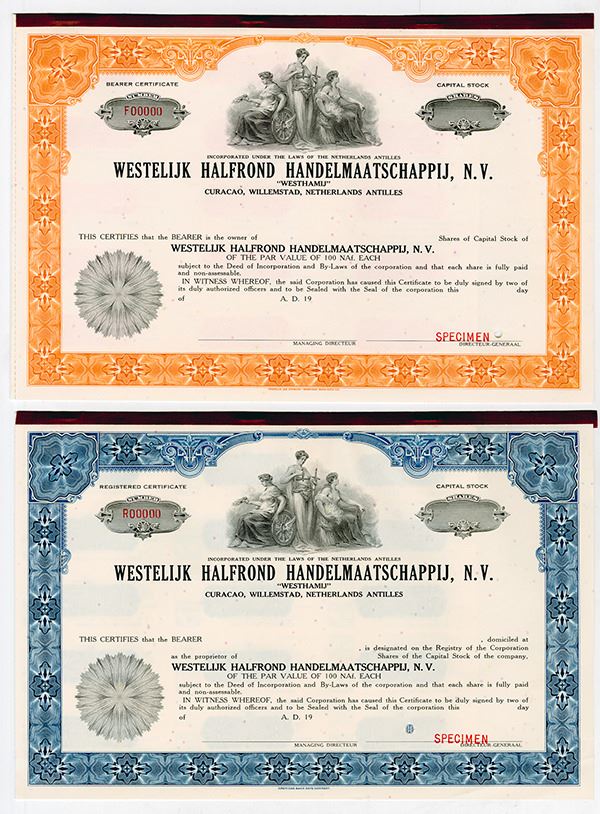 BEARER CERTIFICATE
CAPITAL STOCK
NUMBER
SHARES
F00000
INCORPORATED UNDER THE LAWS OF THE NETHERLANDS ANTILLES
WESTELIJK HALFROND HANDELMAATSCHAPPIJ, N.V.
"WESTHAMIJ"
CURACAO, WILLEMSTAD, NETHERLANDS ANTILLES
THIS CERTIFIES that the BEARER is the owner of Shares of Capital Stock of
WESTELIJK HALFROND HANDELMAATSCHAPPIJ, N. V.
OF THE PAR VALUE OF 100 NAf. EACH
subject to the Deed of Incorporation and By-Laws of the corporation and that each share is fully paid
and non-assessable.
IN WITNESS WHEREOF, the said Corporation has caused this Certificate to be duly signed by two of
its duly authorized officers and to be Sealed with the Seal of the corporation this day
of A. D. 19
SPECIMEN
MANAGING DIRECTEUR DIRECTEUR-GENERAAL
REGISTERED CERTIFICATE
CAPITAL STOCK
NUMBER
SHARES
R00000
INCORPORATED UNDER THE LAWS OF THE NETHERLANDS ANTILLES
WESTELIJK HALFROND HANDELMAATSCHAPPIJ, N.V.
"WESTHAMIJ"
CURACAO, WILLEMSTAD, NETHERLANDS ANTILLES
THIS CERTIFIES that the BEARER , domiciled at
, is designated on the Registry of the Corporation
as the proprietor of Shares of the Capital Stock of the company,
WESTELIJK HALFROND HANDELMAATSCHAPPIJ, N. V.
OF THE PAR VALUE OF 100 NAf. EACH
subject to the Deed of Incorporation and By-Laws of the corporation and that each share is fully paid
and non-assessable.
IN WITNESS WHEREOF, the said Corporation has caused this Certificate to be duly signed by two of
its duly authorized officers and to be Sealed with the Seal of the corporation this day
of A. D. 19
SPECIMEN
MANAGING DIRECTEUR DIRECTEUR-GENERAAL
AMERICAN BANK NOTE COMPANY